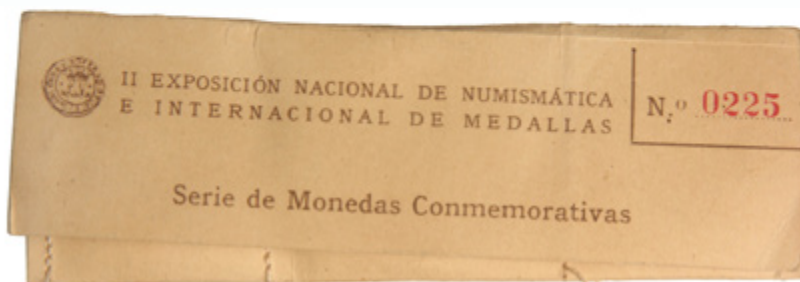 II EXPOSICIÓN NACIONAL DE NUMISMÁTICA
E INTERNACIONAL DE MEDALLAS
N.º 0225
Serie de Monedas Conmemorativas